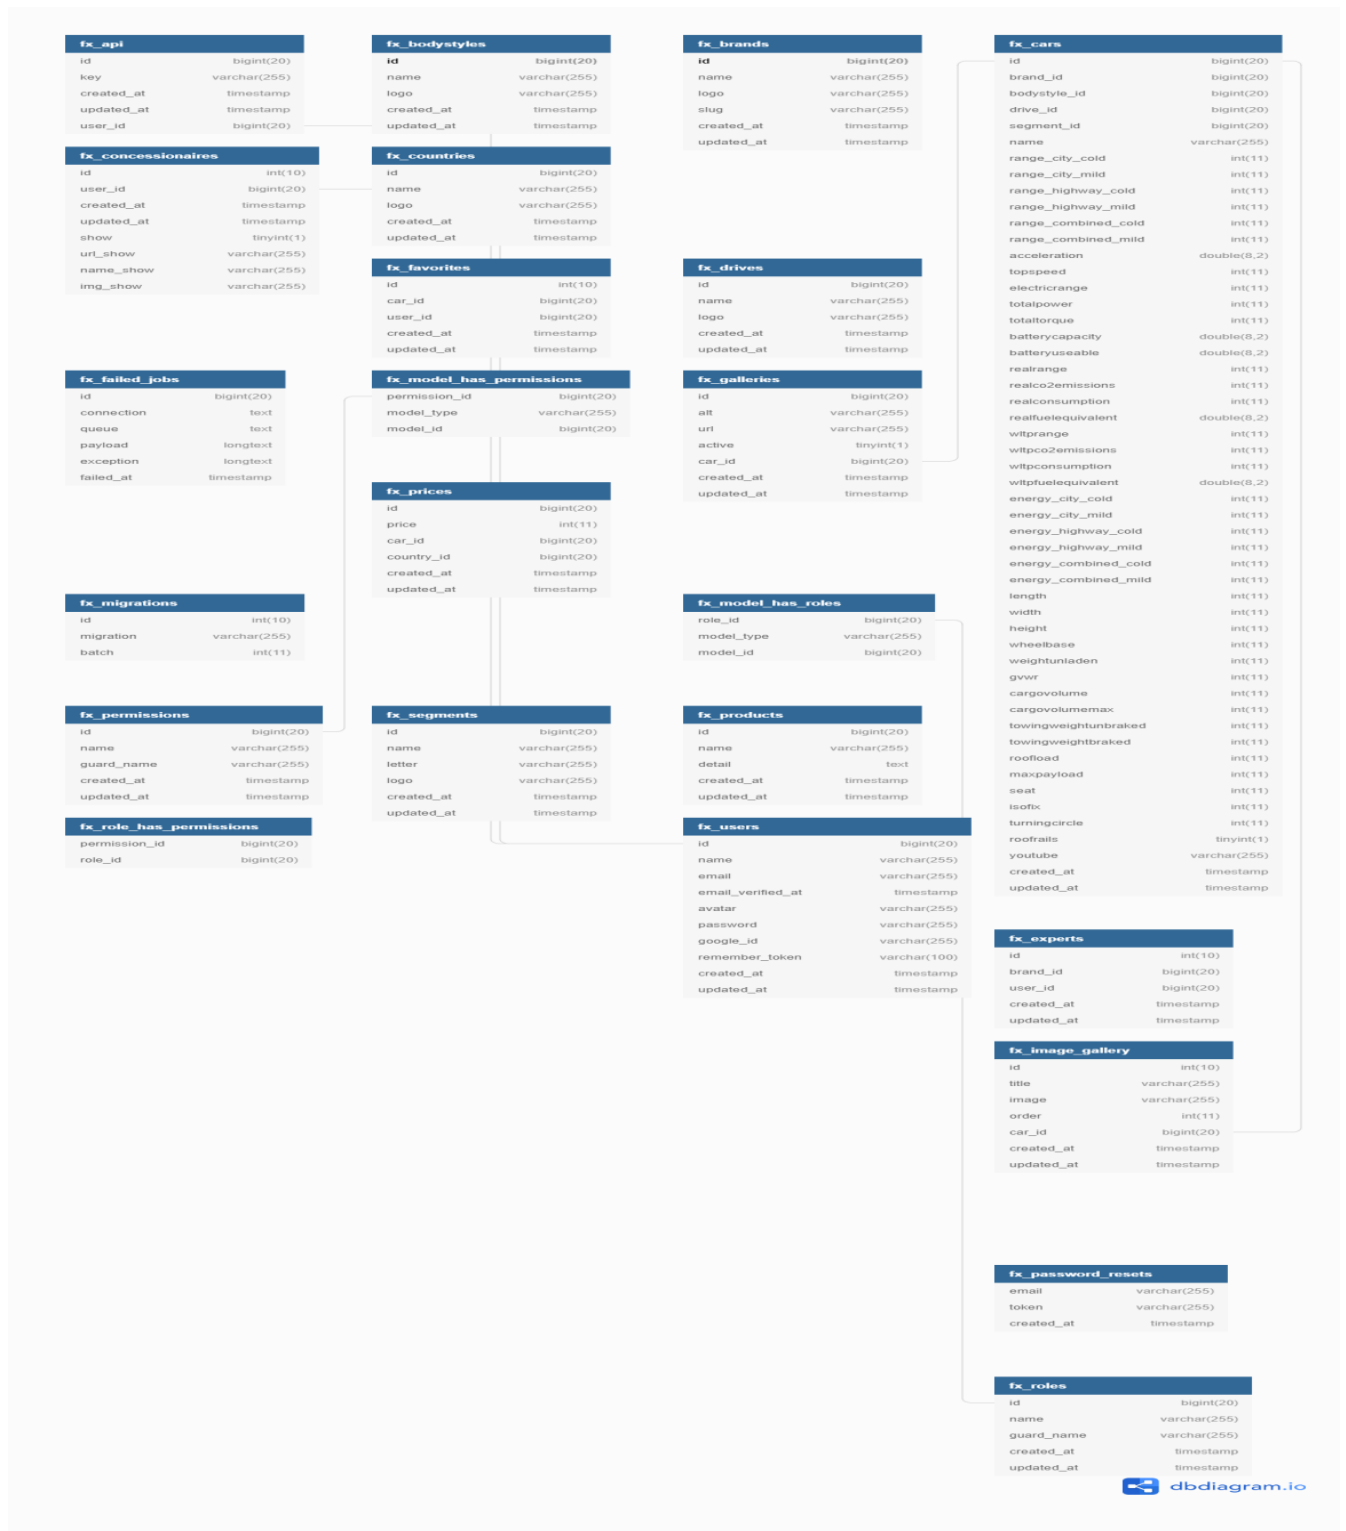 fx_api
id bigint(20)
key varchar(255)
created_at timestamp
updated_at timestamp
user_id bigint(20)
fx_bodystyles
id bigint(20)
name varchar(255)
logo varchar(255)
created_at timestamp
updated_at timestamp
fx_brands
id bigint(20)
name varchar(255)
logo varchar(255)
slug varchar(255)
created_at timestamp
updated_at timestamp
fx_cars
id bigint(20)
brand_id bigint(20)
bodystyle_id bigint(20)
drive_id bigint(20)
segment_id bigint(20)
name varchar(255)
range_city_cold int(11)
range_city_mild int(11)
range_highway_cold int(11)
range_highway_mild int(11)
range_combined_cold int(11)
range_combined_mild int(11)
acceleration double(8,2)
topspeed int(11)
electricrange int(11)
totalpower int(11)
totaltorque int(11)
batterycapacity double(8,2)
batteryuseable double(8,2)
realrange int(11)
realco2emissions int(11)
realconsumption int(11)
realfuelequivalent double(8,2)
wltprange int(11)
wltpco2emissions int(11)
wltpconsumption int(11)
wltpfuelequivalent double(8,2)
energy_city_cold int(11)
energy_city_mild int(11)
energy_highway_cold int(11)
energy_highway_mild int(11)
energy_combined_cold int(11)
energy_combined_mild int(11)
length int(11)
width int(11)
height int(11)
wheelbase int(11)
weightunladen int(11)
gvwr int(11)
cargovolume int(11)
cargovolumemax int(11)
towingweightunbraked int(11)
towingweightbraked int(11)
roofload int(11)
maxpayload int(11)
seat int(11)
isofix int(11)
turningcircle int(11)
roofrails tinyint(1)
youtube varchar(255)
created_at timestamp
updated_at timestamp
fx_concessionaires
id int(10)
user_id bigint(20)
created_at timestamp
updated_at timestamp
show tinyint(1)
url_show varchar(255)
name_show varchar(255)
img_show varchar(255)
fx_countries
id bigint(20)
name varchar(255)
logo varchar(255)
created_at timestamp
updated_at timestamp
fx_favorites
id int(10)
car_id bigint(20)
user_id bigint(20)
created_at timestamp
updated_at timestamp
fx_drives
id bigint(20)
name varchar(255)
logo varchar(255)
created_at timestamp
updated_at timestamp
fx_failed_jobs
id bigint(20)
connection text
queue text
payload longtext
exception longtext
failed_at timestamp
fx_model_has_permissions
permission_id bigint(20)
model_type varchar(255)
model_id bigint(20)
fx_galleries
id bigint(20)
alt varchar(255)
url varchar(255)
active tinyint(1)
car_id bigint(20)
created_at timestamp
updated_at timestamp
fx_prices
id bigint(20)
price int(11)
car_id bigint(20)
country_id bigint(20)
created_at timestamp
updated_at timestamp
fx_migrations
id int(10)
migration varchar(255)
batch int(11)
fx_model_has_roles
role_id bigint(20)
model_type varchar(255)
model_id bigint(20)
fx_permissions
id bigint(20)
name varchar(255)
guard_name varchar(255)
created_at timestamp
updated_at timestamp
fx_segments
id bigint(20)
name varchar(255)
letter varchar(255)
logo varchar(255)
created_at timestamp
updated_at timestamp
fx_products
id bigint(20)
name varchar(255)
detail text
created_at timestamp
updated_at timestamp
fx_role_has_permissions
permission_id bigint(20)
role_id bigint(20)
fx_users
id bigint(20)
name varchar(255)
email varchar(255)
email_verified_at timestamp
avatar varchar(255)
password varchar(255)
google_id varchar(255)
remember_token varchar(100)
created_at timestamp
updated_at timestamp
fx_experts
id int(10)
brand_id bigint(20)
user_id bigint(20)
created_at timestamp
updated_at timestamp
fx_image_gallery
id int(10)
title varchar(255)
image varchar(255)
order int(11)
car_id bigint(20)
created_at timestamp
updated_at timestamp
fx_password_resets
email varchar(255)
token varchar(255)
created_at timestamp
fx_roles
id bigint(20)
name varchar(255)
guard_name varchar(255)
created_at timestamp
updated_at timestamp
dbdiagram.io